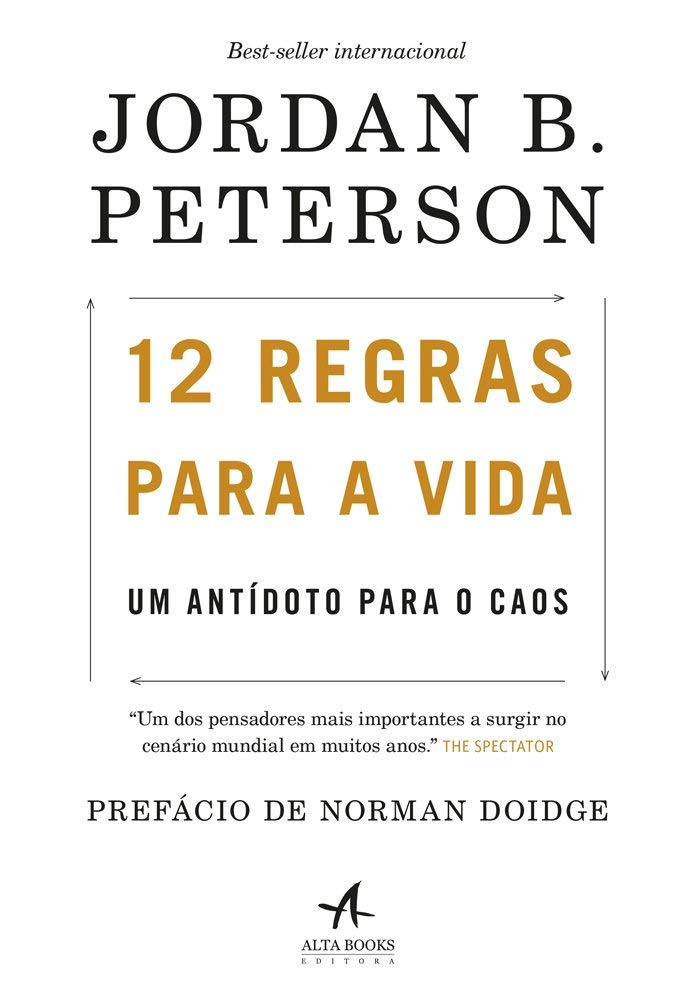 Best-seller internacional
JORDAN B.
PETERSON
12 REGRAS
PARA A VIDA
UM ANTÍDOTO PARA O CAOS
“Um dos pensadores mais importantes a surgir no
cenário mundial em muitos anos.” THE SPECTATOR
PREFÁCIO DE NORMAN DOIDGE
ALTA BOOKS
EDITORA